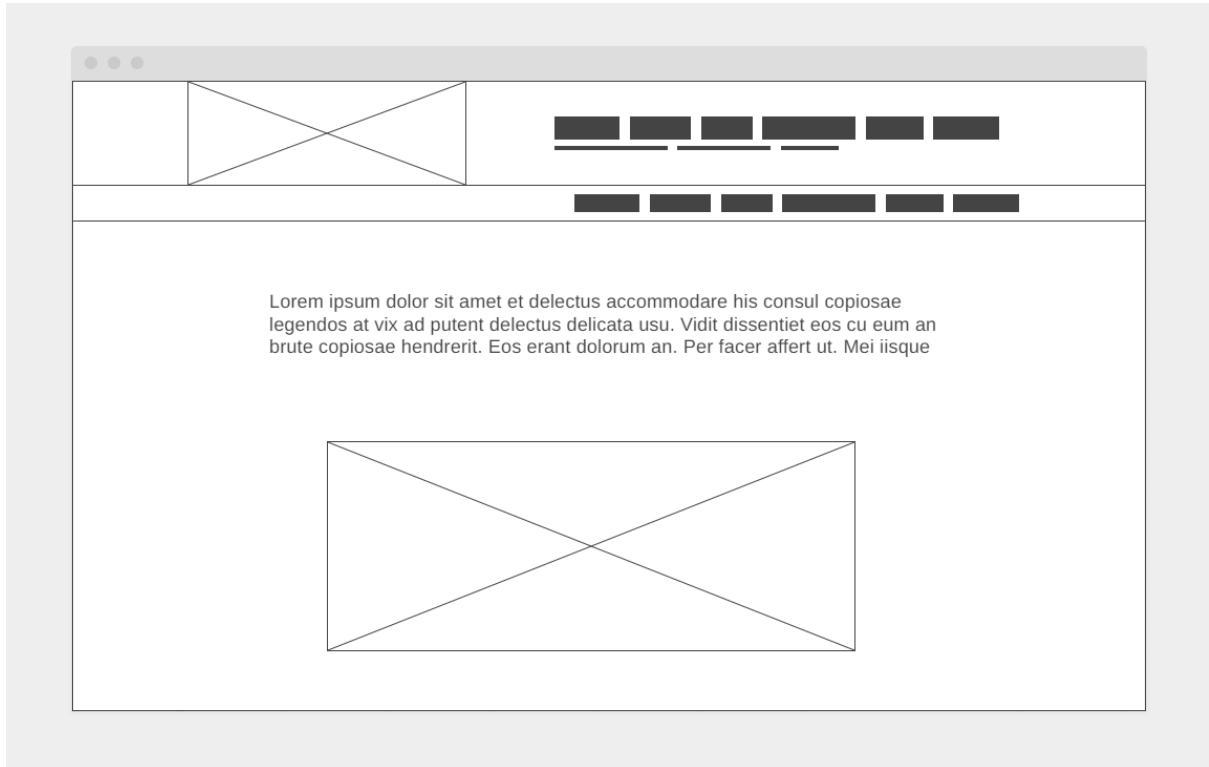 Lorem ipsum dolor sit amet et delectus accommodare his consul copiosae
legendos at vix ad putent delectus delicata usu. Vidit dissentiet eos cu eum an
brute copiosae hendrerit. Eos erant dolorum an. Per facer affert ut. Mei iisque